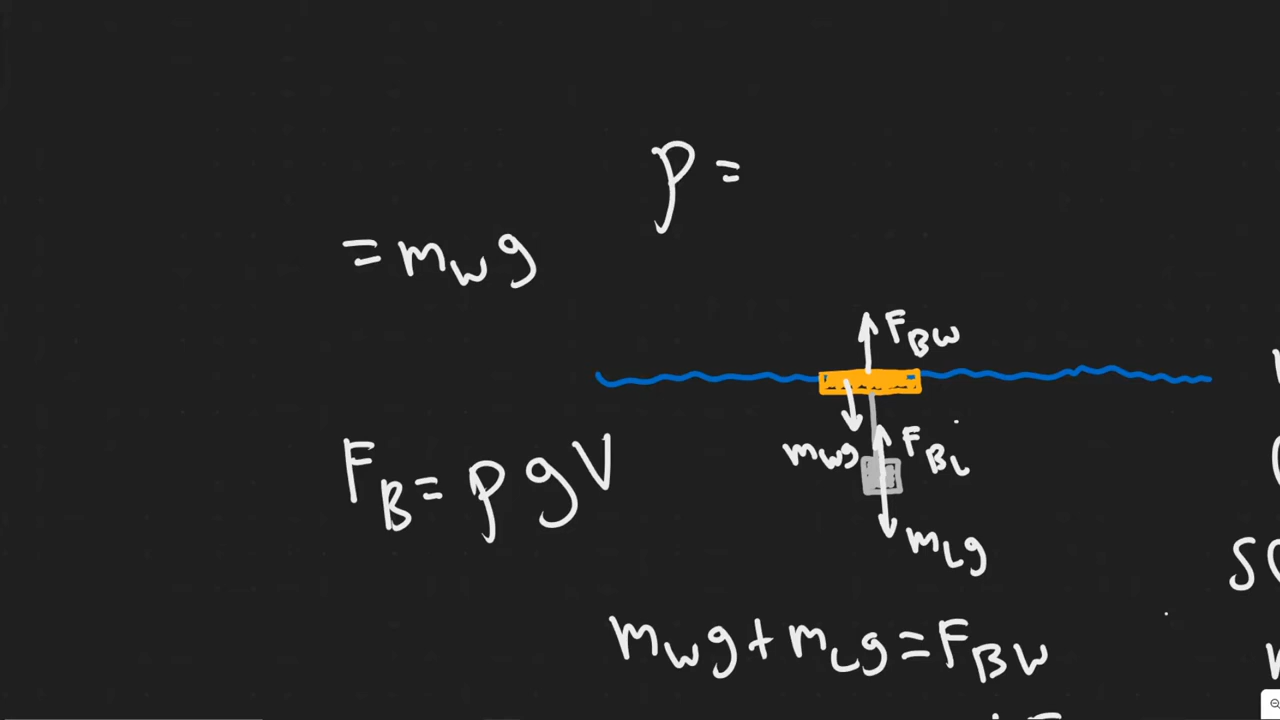 ρ =
= m_w g
F_BW
m_w g
F_BL
F_B = ρ g V
m_L g
m_w g + m_L g = F_BW